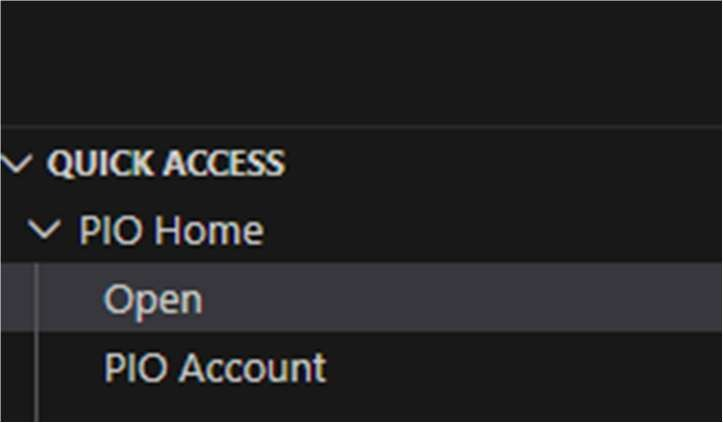 QUICK ACCESS
PIO Home
Open
PIO Account